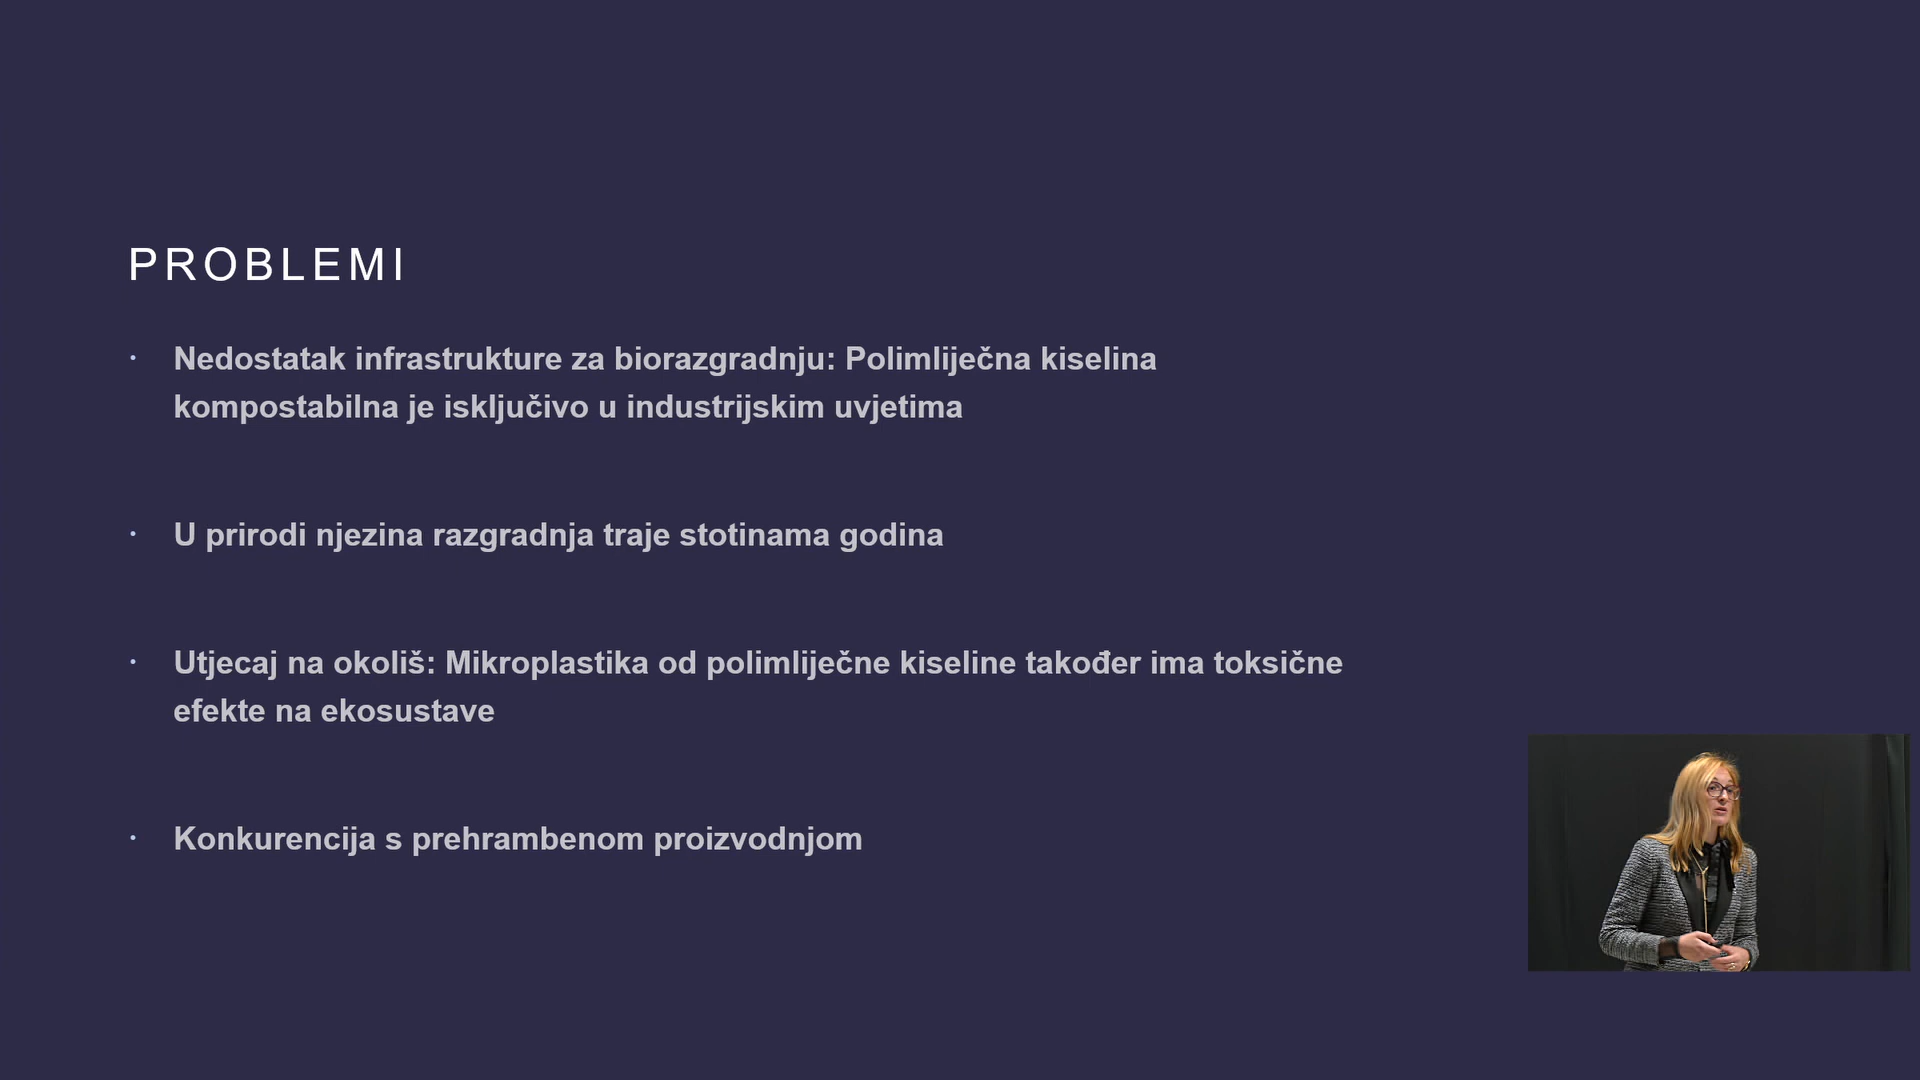 PROBLEMI
• Nedostatak infrastrukture za biorazgradnju: Polimliječna kiselina
kompostabilna je isključivo u industrijskim uvjetima
• U prirodi njezina razgradnja traje stotinama godina
• Utjecaj na okoliš: Mikroplastika od polimliječne kiseline također ima toksične
efekte na ekosustave
• Konkurencija s prehrambenom proizvodnjom